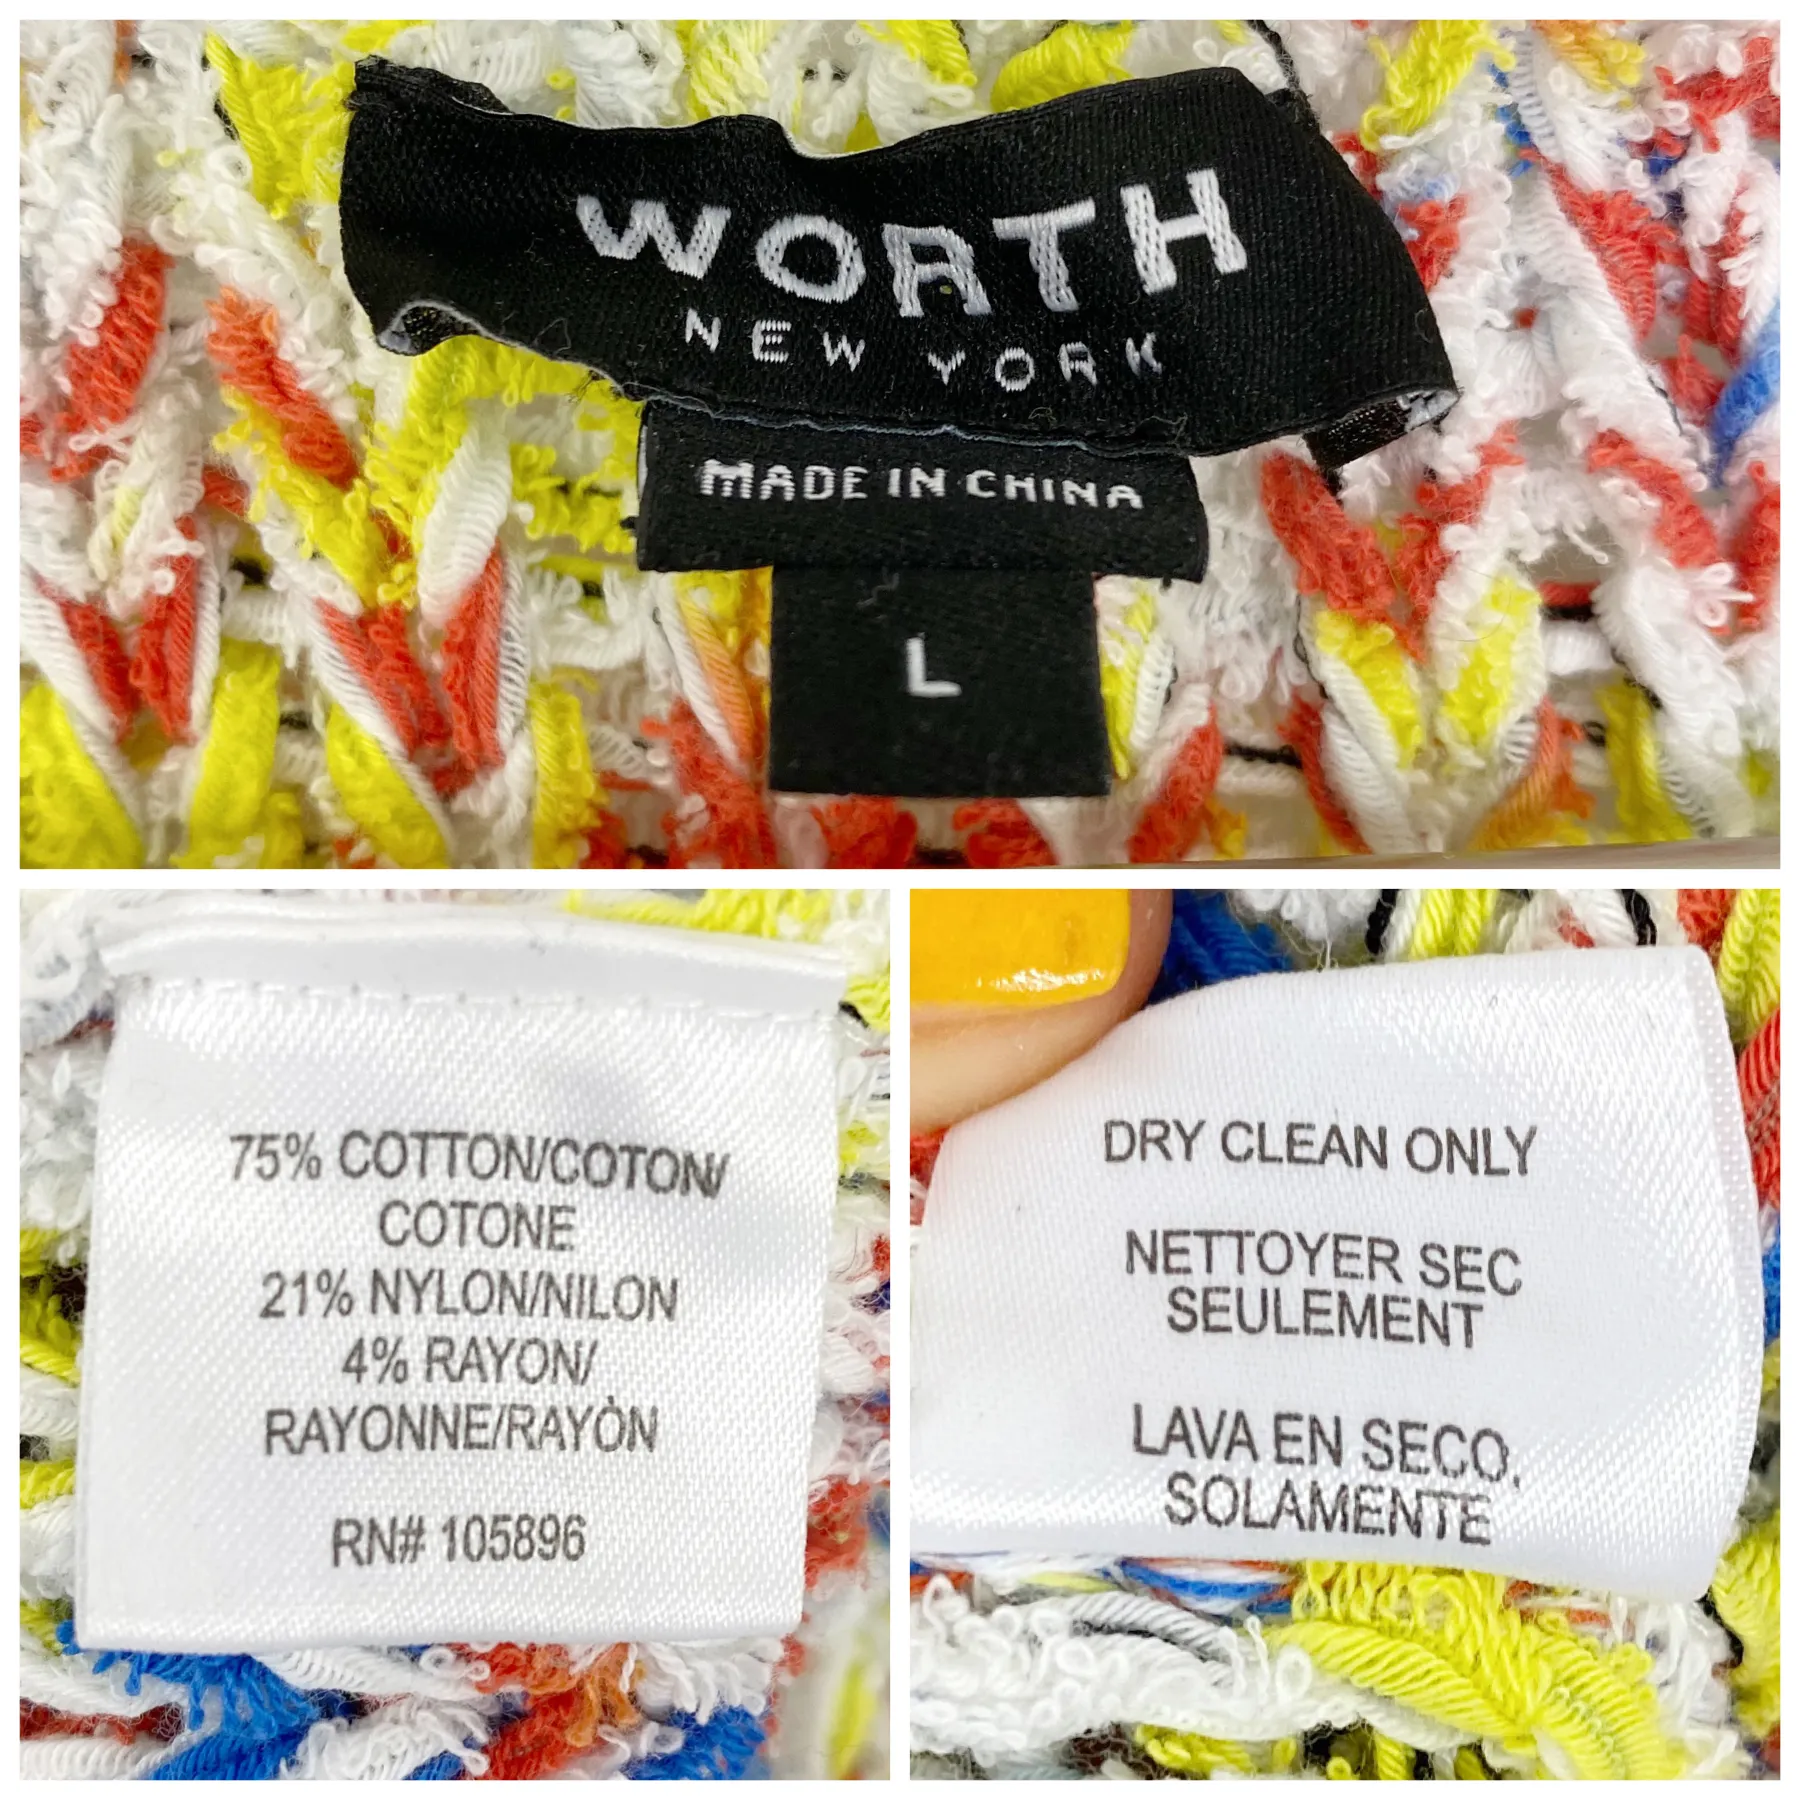 WORTH
NEW YORK
MADE IN CHINA
L
75% COTTON/COTON/
COTONE
21% NYLON/NILON
4% RAYON/
RAYONNE/RAYÒN
RN# 105896
DRY CLEAN ONLY
NETTOYER SEC
SEULEMENT
LAVA EN SECO.
SOLAMENTE